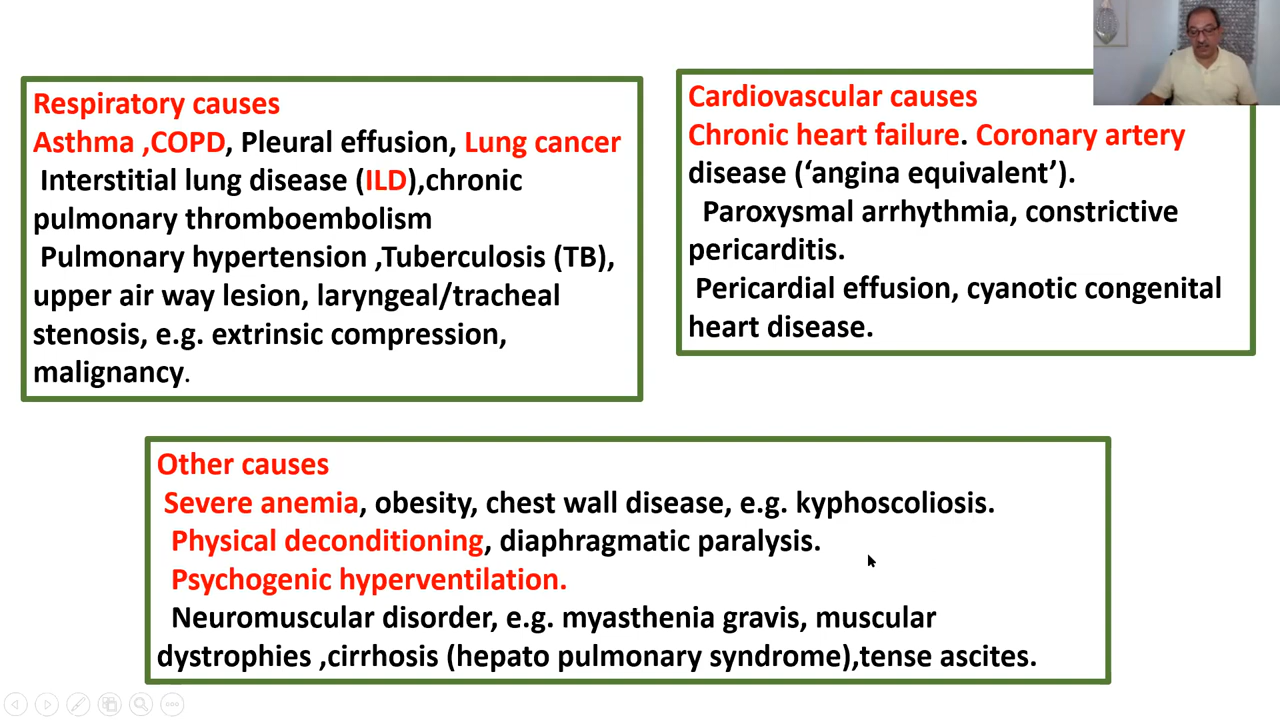 Respiratory causes
Asthma ,COPD, Pleural effusion, Lung cancer
Interstitial lung disease (ILD),chronic
pulmonary thromboembolism
Pulmonary hypertension ,Tuberculosis (TB),
upper air way lesion, laryngeal/tracheal
stenosis, e.g. extrinsic compression,
malignancy.
Cardiovascular causes
Chronic heart failure. Coronary artery
disease (‘angina equivalent’).
Paroxysmal arrhythmia, constrictive
pericarditis.
Pericardial effusion, cyanotic congenital
heart disease.
Other causes
Severe anemia, obesity, chest wall disease, e.g. kyphoscoliosis.
Physical deconditioning, diaphragmatic paralysis.
Psychogenic hyperventilation.
Neuromuscular disorder, e.g. myasthenia gravis, muscular
dystrophies ,cirrhosis (hepato pulmonary syndrome),tense ascites.